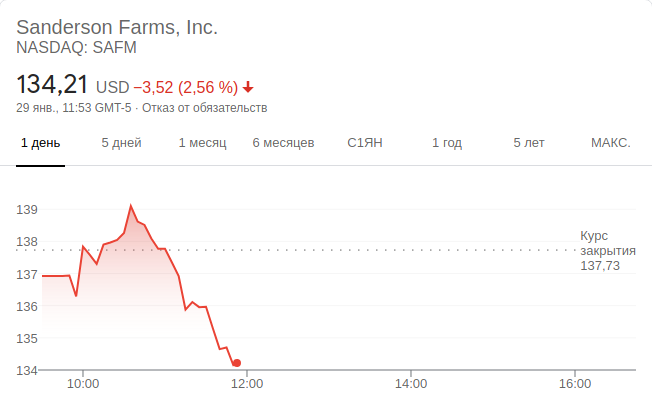 Sanderson Farms, Inc.
NASDAQ: SAFM
134,21 USD −3,52 (2,56 %)
29 янв., 11:53 GMT-5 · Отказ от обязательств
1 день 5 дней 1 месяц 6 месяцев С1ЯН 1 год 5 лет МАКС.
139
138
137
136
135
134
Курс
закрытия
137,73
10:00 12:00 14:00 16:00